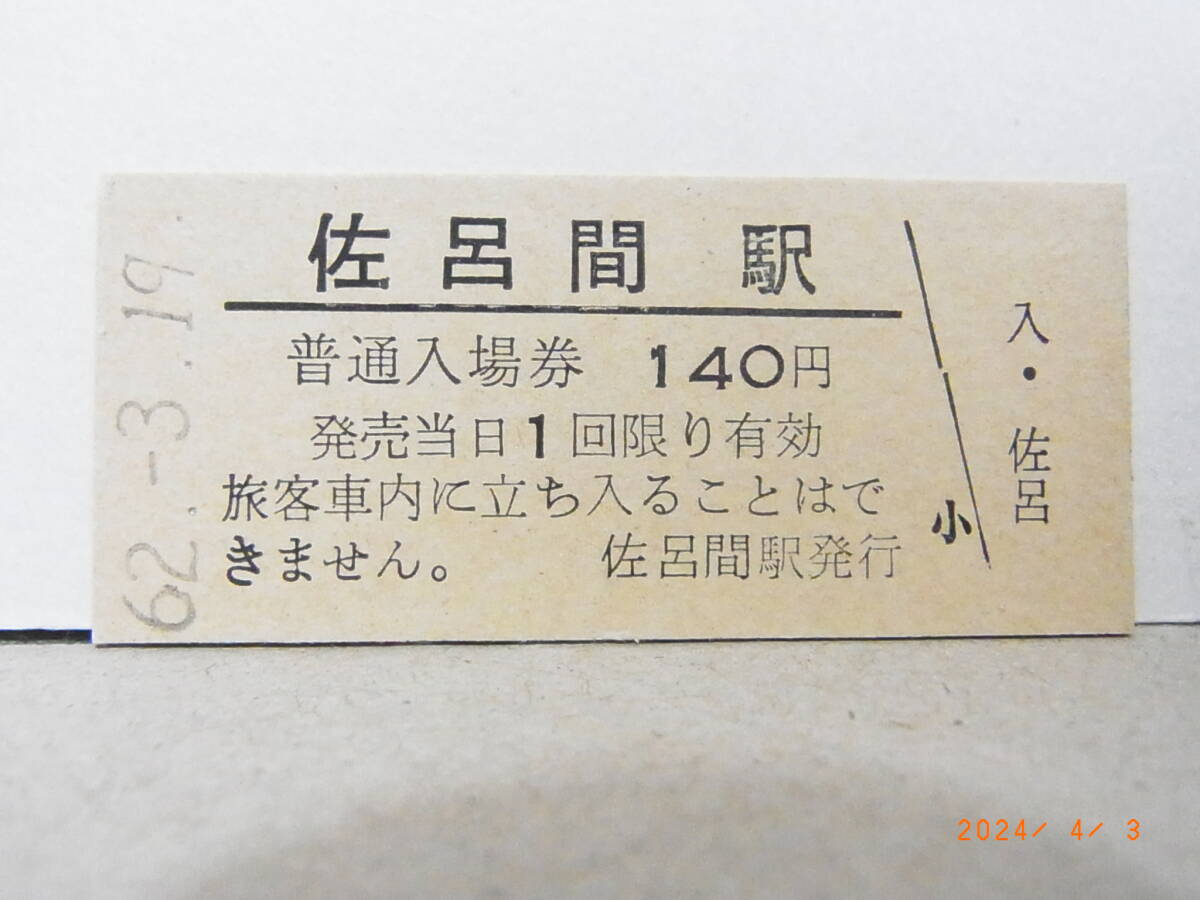 佐呂間 駅
普通入場券 140円
発売当日1回限り有効
旅客車内に立ち入ることはで
きません。 佐呂間駅発行
小
入・佐呂
62.-3.19
2024/ 4/ 3